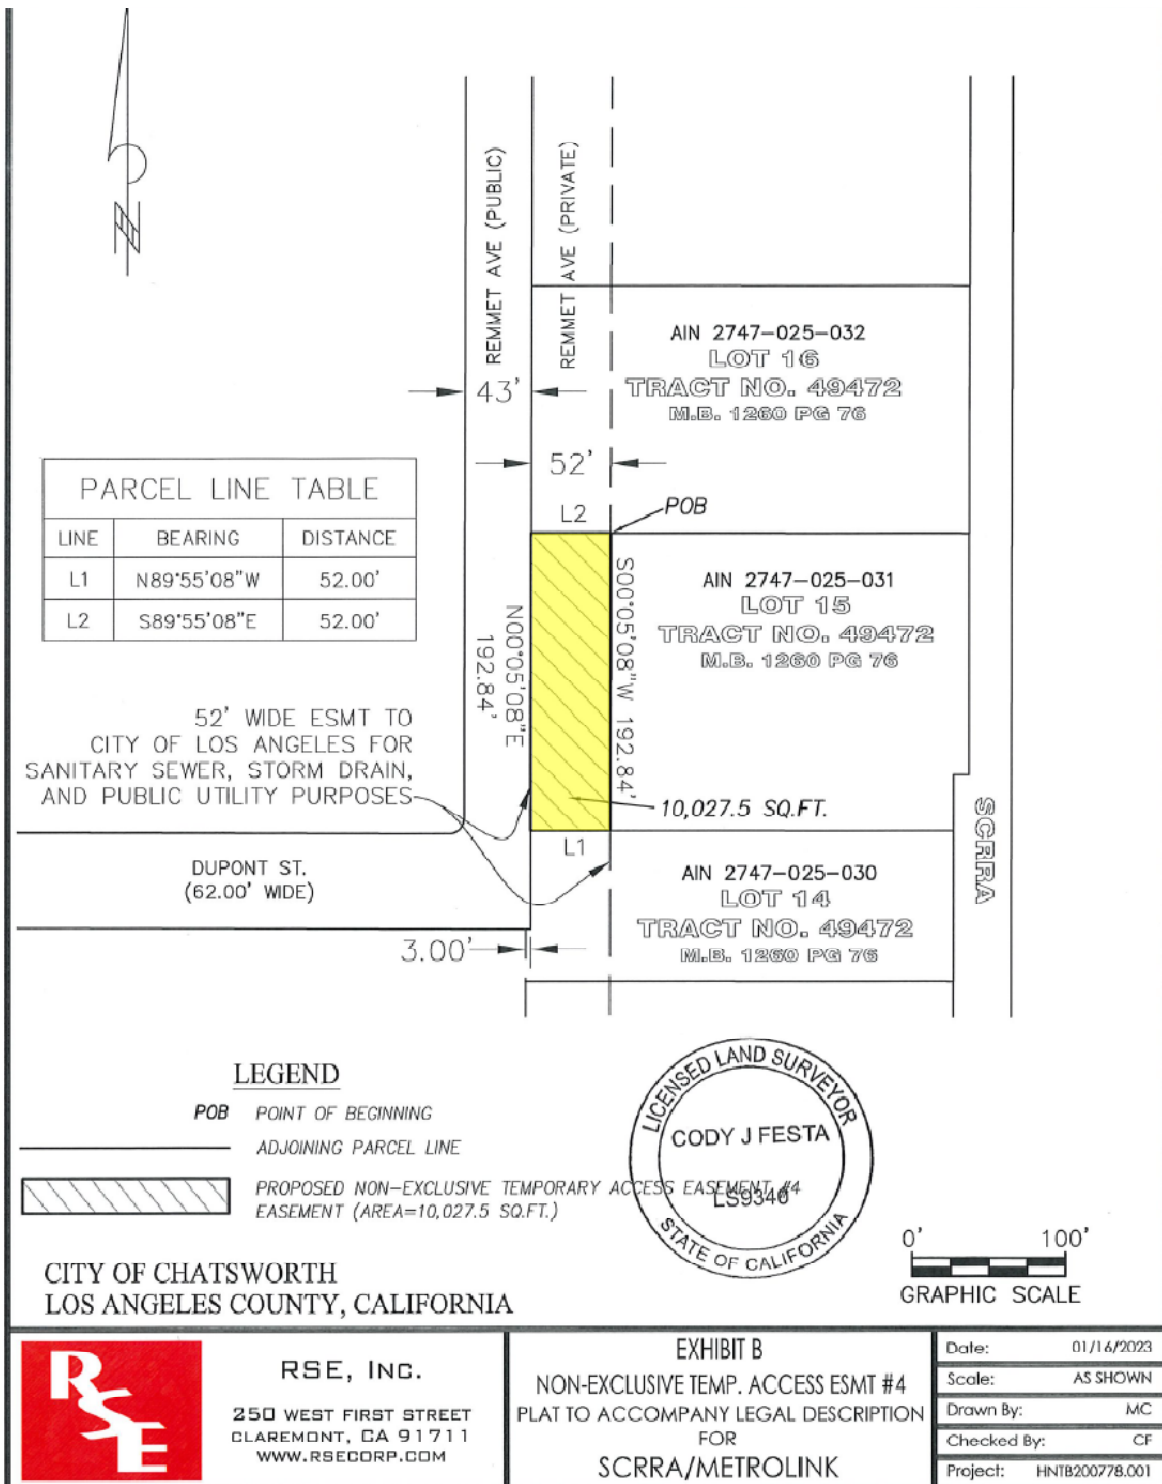 N
REMMET AVE (PUBLIC)
REMMET AVE (PRIVATE)
43'
52'
L2
POB
AIN 2747-025-032
LOT 16
TRACT NO. 49472
M.B. 1260 PG 76
PARCEL LINE TABLE
LINE BEARING DISTANCE
L1 N89°55'08"W 52.00'
L2 S89°55'08"E 52.00'
N00°05'08"E
192.84'
S00°05'08"W 192.84'
AIN 2747-025-031
LOT 15
TRACT NO. 49472
M.B. 1260 PG 76
52' WIDE ESMT TO
CITY OF LOS ANGELES FOR
SANITARY SEWER, STORM DRAIN,
AND PUBLIC UTILITY PURPOSES
10,027.5 SQ.FT.
L1
DUPONT ST.
(62.00' WIDE)
3.00'
AIN 2747-025-030
LOT 14
TRACT NO. 49472
M.B. 1260 PG 76
SCRRA
LEGEND
POB POINT OF BEGINNING
ADJOINING PARCEL LINE
PROPOSED NON-EXCLUSIVE TEMPORARY ACCESS EASEMENT #4
EASEMENT (AREA=10,027.5 SQ.FT.)
LICENSED LAND SURVEYOR
CODY J FESTA
LS9346
STATE OF CALIFORNIA
0' 100'
GRAPHIC SCALE
CITY OF CHATSWORTH
LOS ANGELES COUNTY, CALIFORNIA
RSE
RSE, INC.
250 WEST FIRST STREET
CLAREMONT, CA 91711
WWW.RSECORP.COM
EXHIBIT B
NON-EXCLUSIVE TEMP. ACCESS ESMT #4
PLAT TO ACCOMPANY LEGAL DESCRIPTION
FOR
SCRRA/METROLINK
Date: 01/16/2023
Scale: AS SHOWN
Drawn By: MC
Checked By: CF
Project: HNTB200778.001